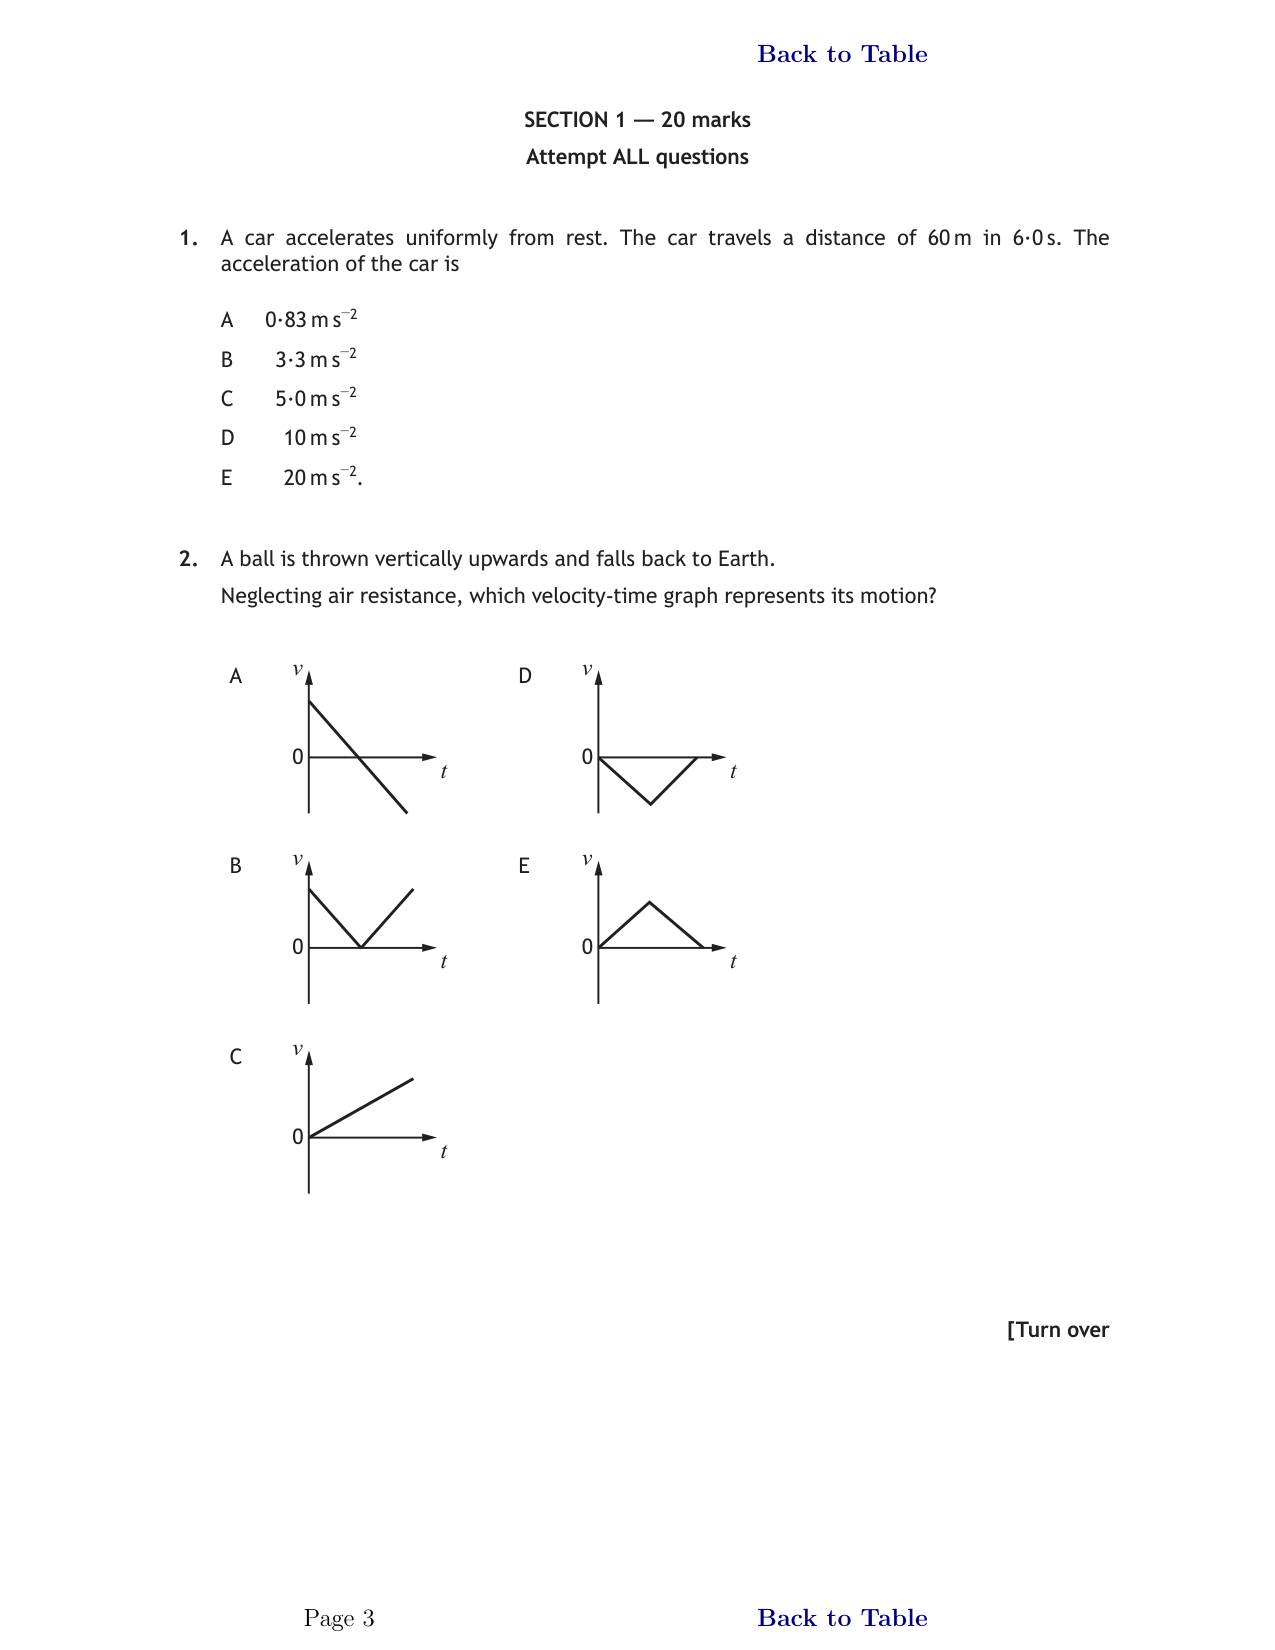 Back to Table
SECTION 1 — 20 marks
Attempt ALL questions
1. A car accelerates uniformly from rest. The car travels a distance of 60 m in 6·0 s. The
acceleration of the car is
A 0·83 m s⁻²
B 3·3 m s⁻²
C 5·0 m s⁻²
D 10 m s⁻²
E 20 m s⁻².
2. A ball is thrown vertically upwards and falls back to Earth.
Neglecting air resistance, which velocity-time graph represents its motion?
A v 0 t
D v 0 t
B v 0 t
E v 0 t
C v 0 t
[Turn over
Page 3 Back to Table